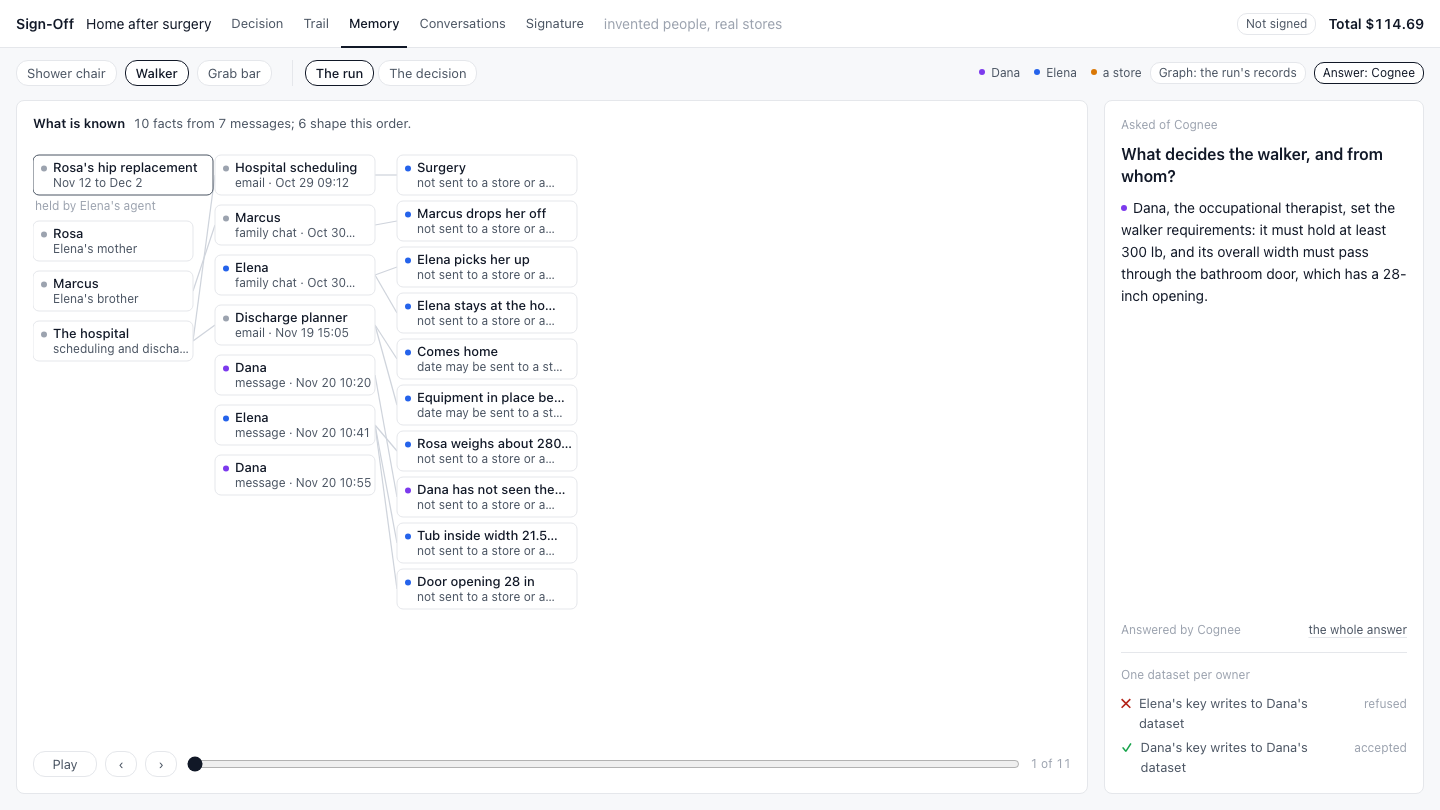 Sign-Off Home after surgery Decision Trail Memory Conversations Signature invented people, real stores Not signed Total $114.69
Shower chair Walker Grab bar The run The decision Dana Elena a store Graph: the run's records Answer: Cognee
What is known 10 facts from 7 messages; 6 shape this order.
Rosa's hip replacement
Nov 12 to Dec 2
held by Elena's agent
Rosa
Elena's mother
Marcus
Elena's brother
The hospital
scheduling and discha...
Hospital scheduling
email · Oct 29 09:12
Marcus
family chat · Oct 30...
Elena
family chat · Oct 30...
Discharge planner
email · Nov 19 15:05
Dana
message · Nov 20 10:20
Elena
message · Nov 20 10:41
Dana
message · Nov 20 10:55
Surgery
not sent to a store or a...
Marcus drops her off
not sent to a store or a...
Elena picks her up
not sent to a store or a...
Elena stays at the ho...
not sent to a store or a...
Comes home
date may be sent to a st...
Equipment in place be...
date may be sent to a st...
Rosa weighs about 280...
not sent to a store or a...
Dana has not seen the...
not sent to a store or a...
Tub inside width 21.5...
not sent to a store or a...
Door opening 28 in
not sent to a store or a...
Play ‹ › 1 of 11
Asked of Cognee
What decides the walker, and from
whom?
Dana, the occupational therapist, set the
walker requirements: it must hold at least
300 lb, and its overall width must pass
through the bathroom door, which has a 28-
inch opening.
Answered by Cognee the whole answer
One dataset per owner
Elena's key writes to Dana's refused
dataset
Dana's key writes to Dana's accepted
dataset